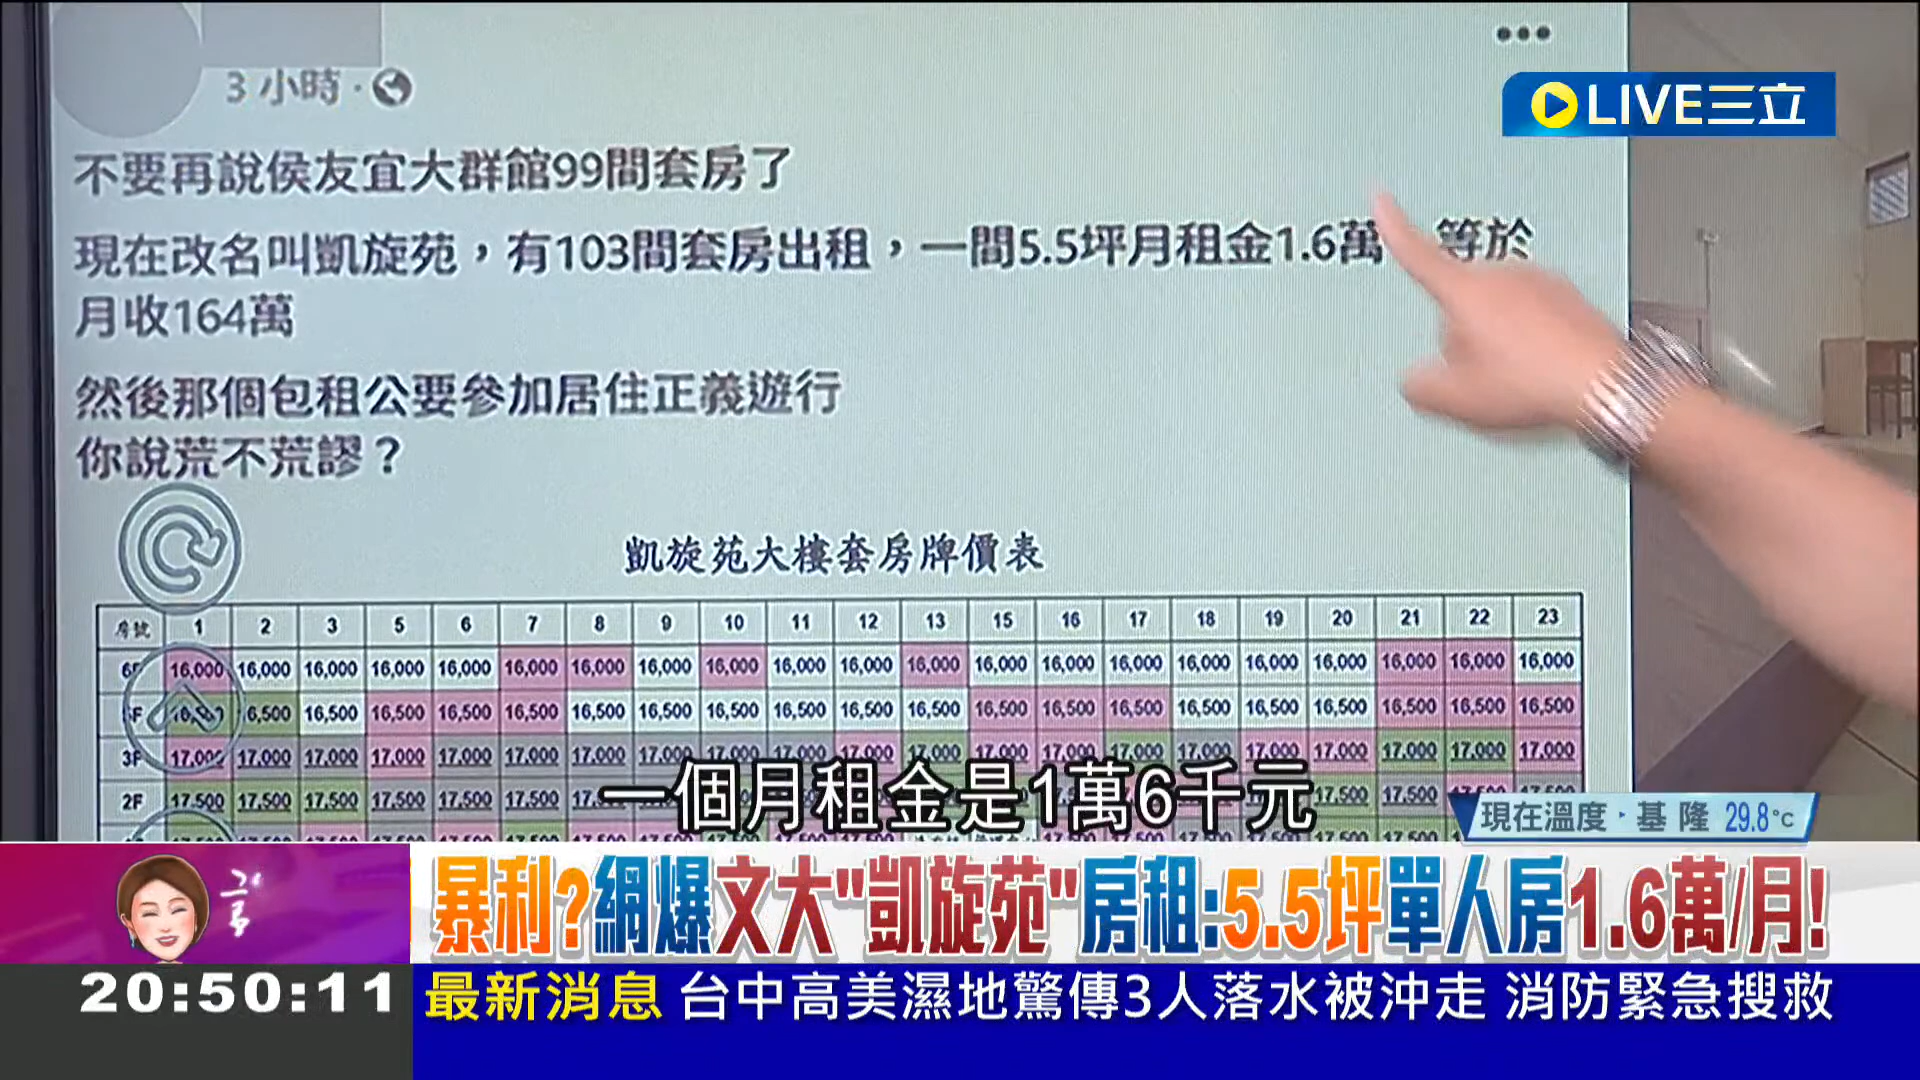 3 小時
LIVE三立
不要再說侯友宜大群館99間套房了
現在改名叫凱旋苑，有103間套房出租，一間5.5坪月租金1.6萬 等於
月收164萬
然後那個包租公要參加居住正義遊行
你說荒不荒謬？
凱旋苑大樓套房牌價表
房號 1 2 3 5 6 7 8 9 10 11 12 13 15 16 17 18 19 20 21 22 23
16,000 16,000 16,000 16,000 16,000 16,000 16,000 16,000 16,000 16,000 16,000 16,000 16,000 16,000 16,000 16,000 16,000 16,000 16,000 16,000 16,000
16,500 16,500 16,500 16,500 16,500 16,500 16,500 16,500 16,500 16,500 16,500 16,500 16,500 16,500 16,500 16,500 16,500 16,500 16,500
3F 17,000 17,000 17,000 17,000 17,000 17,000 17,000 17,000 17,000 17,000 17,000 17,000 17,000 17,000 17,000 17,000 17,000 17,000 17,000 17,000 17,000
2F 17,500 17,500 17,500 17,500 17,500 17,500 17,500 17,500
一個月租金是1萬6千元
現在溫度·基隆 29.8°C
暴利?網爆文大"凱旋苑"房租:5.5坪單人房1.6萬/月!
20:50:11
最新消息 台中高美濕地驚傳3人落水被沖走 消防緊急搜救